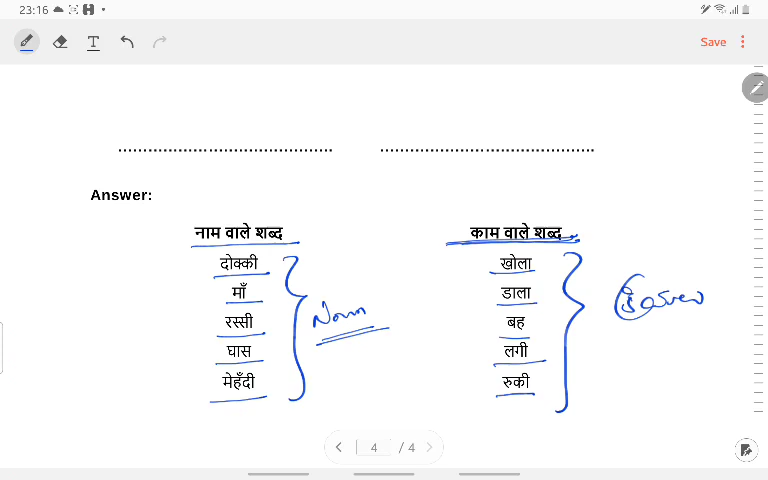 23:16
Save
Answer:
नाम वाले शब्द काम वाले शब्द
दोक्की खोला
माँ डाला
रस्सी बह
Noun
घास लगी
मेहँदी रुकी
4 / 4